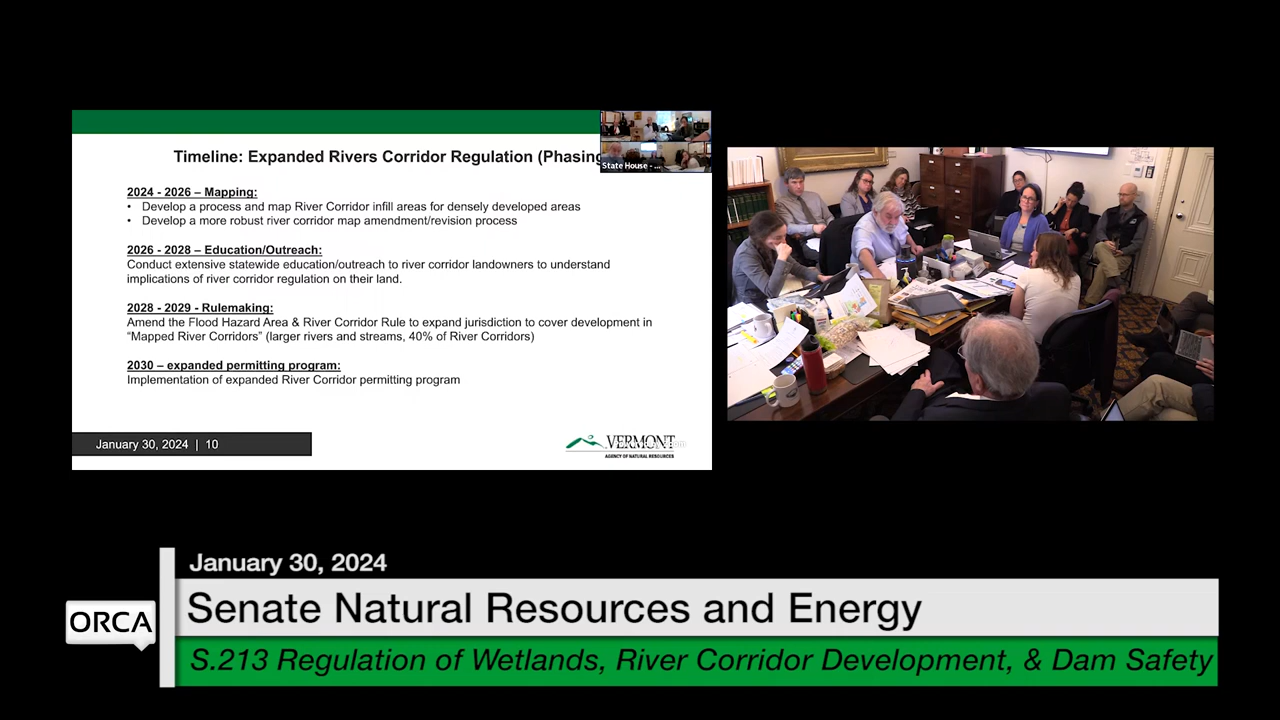 Timeline: Expanded Rivers Corridor Regulation (Phasing
State House - ...
2024 - 2026 – Mapping:
• Develop a process and map River Corridor infill areas for densely developed areas
• Develop a more robust river corridor map amendment/revision process
2026 - 2028 – Education/Outreach:
Conduct extensive statewide education/outreach to river corridor landowners to understand
implications of river corridor regulation on their land.
2028 - 2029 - Rulemaking:
Amend the Flood Hazard Area & River Corridor Rule to expand jurisdiction to cover development in
“Mapped River Corridors” (larger rivers and streams, 40% of River Corridors)
2030 – expanded permitting program:
Implementation of expanded River Corridor permitting program
January 30, 2024 | 10
VERMONT
AGENCY OF NATURAL RESOURCES
January 30, 2024
ORCA
Senate Natural Resources and Energy
S.213 Regulation of Wetlands, River Corridor Development, & Dam Safety